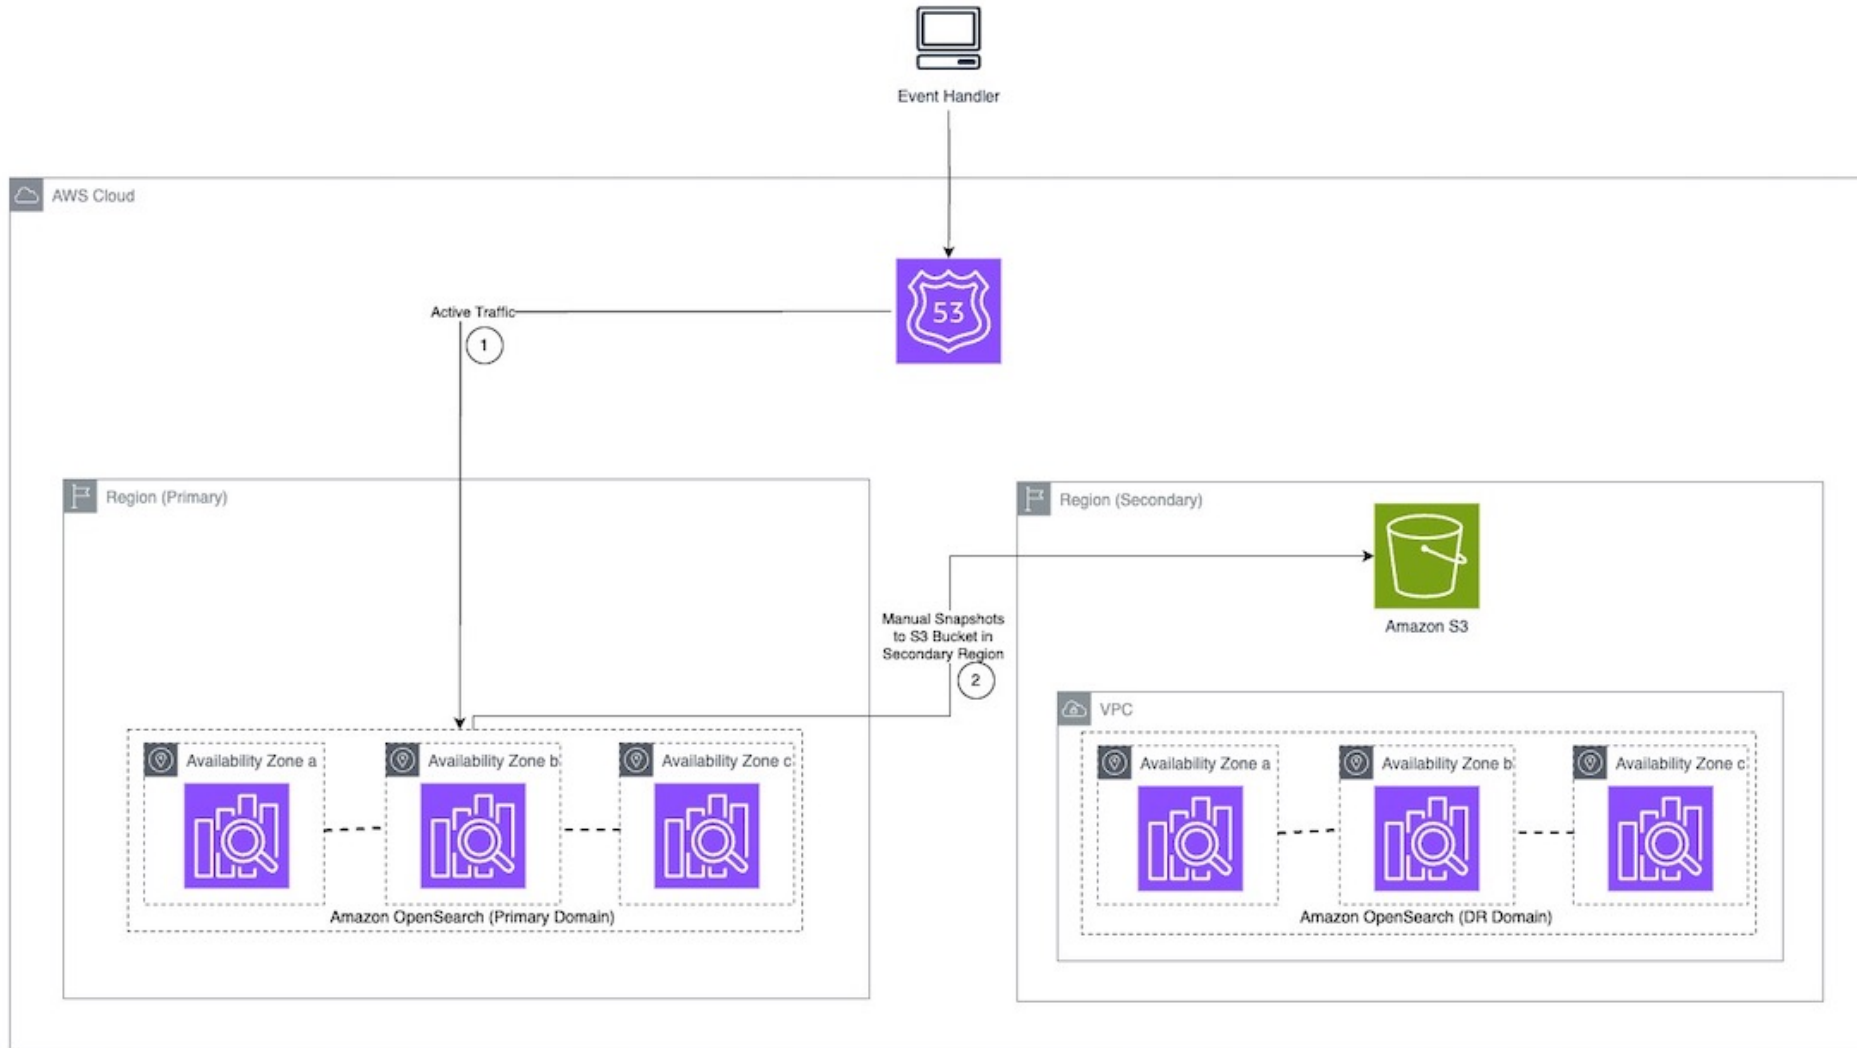 Event Handler
AWS Cloud
53
Active Traffic
1
Region (Primary)
Region (Secondary)
Amazon S3
Manual Snapshots
to S3 Bucket in
Secondary Region
2
VPC
Availability Zone a
Availability Zone b
Availability Zone c
Amazon OpenSearch (Primary Domain)
Availability Zone a
Availability Zone b
Availability Zone c
Amazon OpenSearch (DR Domain)